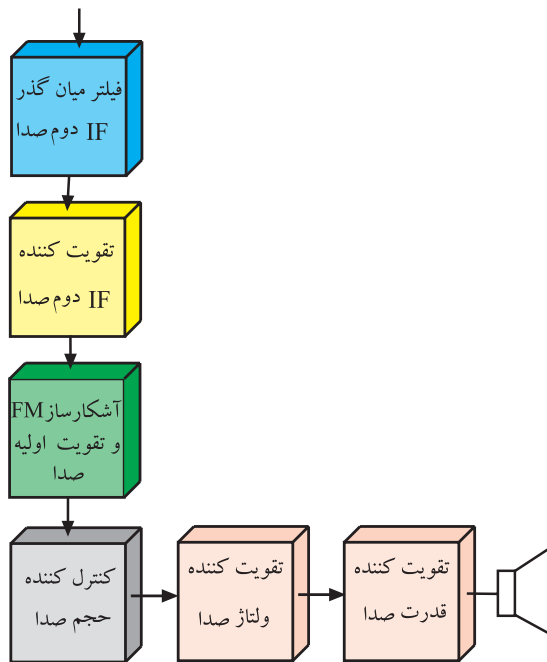 فیلتر میان گذر
IF دوم صدا
تقویت کننده
IF دوم صدا
آشکارساز FM
و تقویت اولیه
صدا
کنترل کننده
حجم صدا
تقویت کننده
ولتاژ صدا
تقویت کننده
قدرت صدا